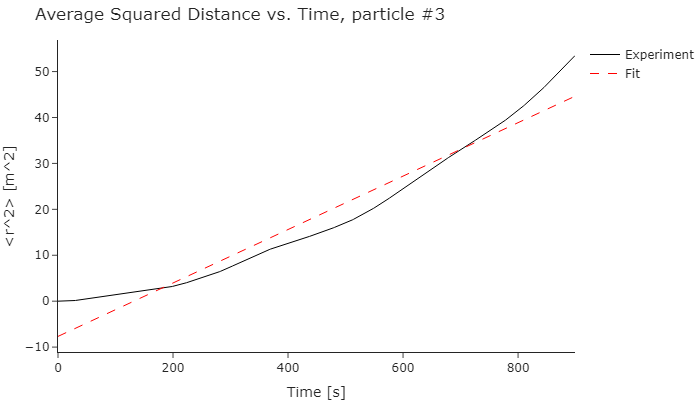 Average Squared Distance vs. Time, particle #3
Experiment
Fit
<r^2> [m^2]
50
40
30
20
10
0
−10
0
200
400
600
800
Time [s]